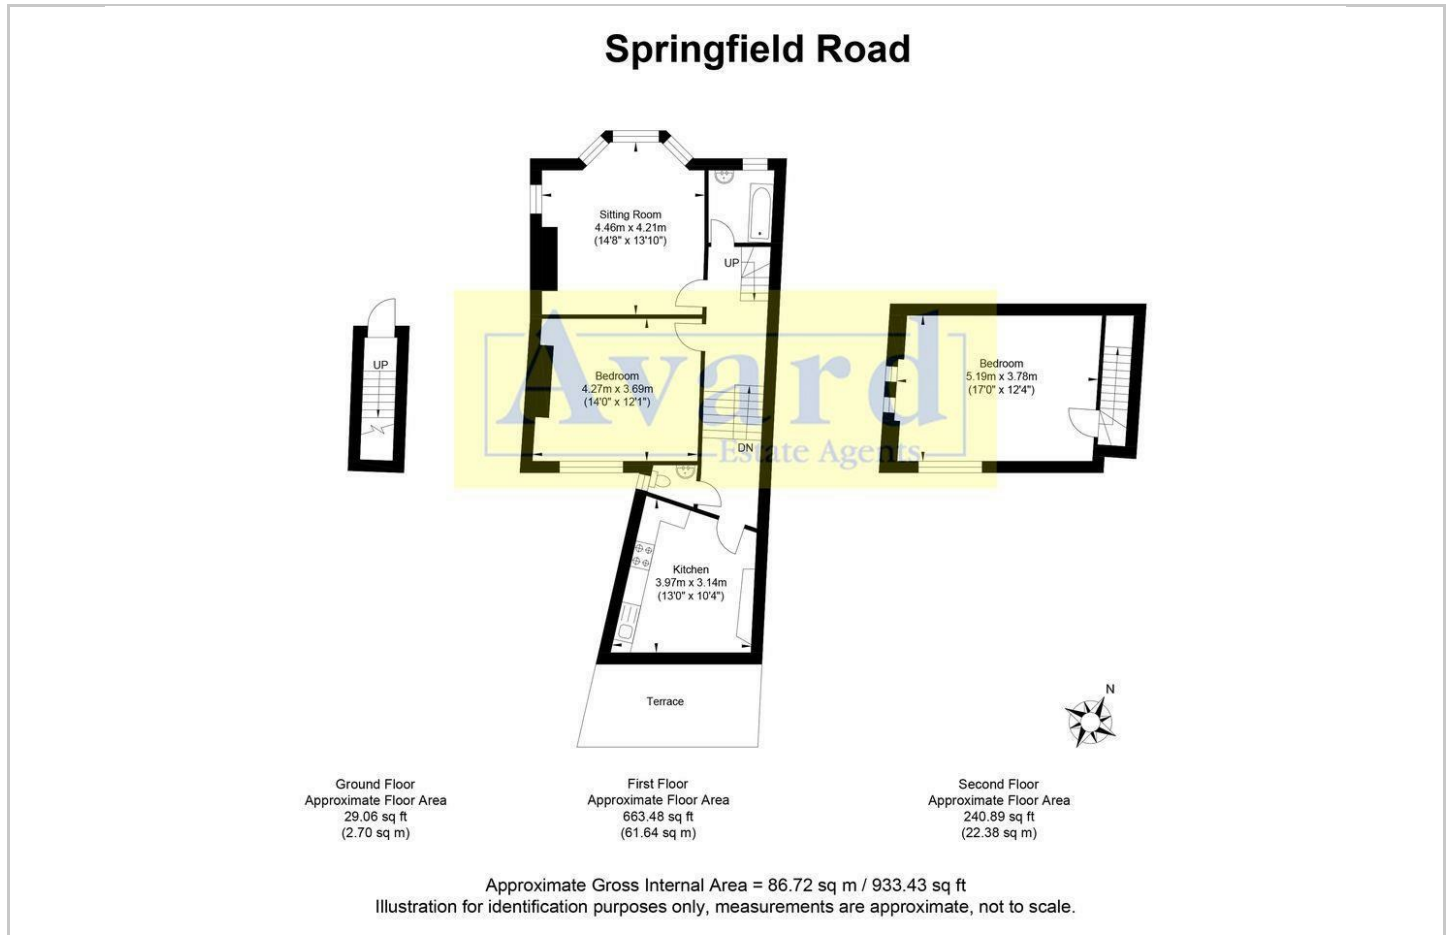 Springfield Road
Sitting Room
4.46m x 4.21m
(14'8" x 13'10")
UP
UP
Bedroom
4.27m x 3.69m
(14'0" x 12'1")
Bedroom
5.19m x 3.78m
(17'0" x 12'4")
Avard
Estate Agents
DN
Kitchen
3.97m x 3.14m
(13'0" x 10'4")
Terrace
N
Ground Floor
Approximate Floor Area
29.06 sq ft
(2.70 sq m)
First Floor
Approximate Floor Area
663.48 sq ft
(61.64 sq m)
Second Floor
Approximate Floor Area
240.89 sq ft
(22.38 sq m)
Approximate Gross Internal Area = 86.72 sq m / 933.43 sq ft
Illustration for identification purposes only, measurements are approximate, not to scale.